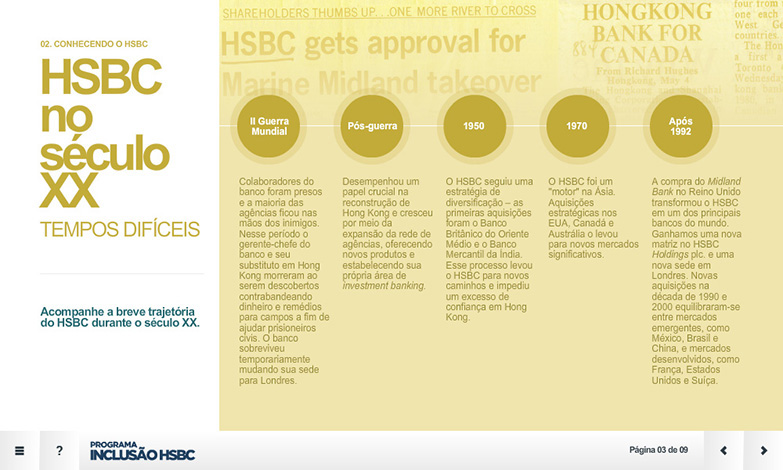 02. CONHECENDO O HSBC
HSBC
no
século
XX
TEMPOS DIFÍCEIS
Acompanhe a breve trajetória
do HSBC durante o século XX.
SHAREHOLDERS THUMBS UP...ONE MORE RIVER TO CROSS
HSBC gets approval for
Marine Midland takeover
HONGKONG
BANK FOR
CANADA
From Richard Hughes
Hongkong, May 4
II Guerra
Mundial
Colaboradores do
banco foram presos
e a maioria das
agências ficou nas
mãos dos inimigos.
Nesse período o
gerente-chefe do
banco e seu
substituto em Hong
Kong morreram ao
serem descobertos
contrabandeando
dinheiro e remédios
para campos a fim de
ajudar prisioneiros
civis. O banco
sobreviveu
temporariamente
mudando sua sede
para Londres.
Pós-guerra
Desempenhou um
papel crucial na
reconstrução de
Hong Kong e cresceu
por meio da
expansão da rede de
agências, oferecendo
novos produtos e
estabelecendo sua
própria área de
investment banking.
1950
O HSBC seguiu uma
estratégia de
diversificação – as
primeiras aquisições
foram o Banco
Britânico do Oriente
Médio e o Banco
Mercantil da Índia.
Esse processo levou
o HSBC para novos
caminhos e impediu
um excesso de
confiança em Hong
Kong.
1970
O HSBC foi um
"motor" na Ásia.
Aquisições
estratégicas nos
EUA, Canadá e
Austrália o levou
para novos mercados
significativos.
Após
1992
A compra do Midland
Bank no Reino Unido
transformou o HSBC
em um dos principais
bancos do mundo.
Ganhamos uma nova
matriz no HSBC
Holdings plc. e uma
nova sede em
Londres. Novas
aquisições na
década de 1990 e
2000 equilibraram-se
entre mercados
emergentes, como
México, Brasil e
China, e mercados
desenvolvidos, como
França, Estados
Unidos e Suíça.
?
PROGRAMA
INCLUSÃO HSBC
Página 03 de 09